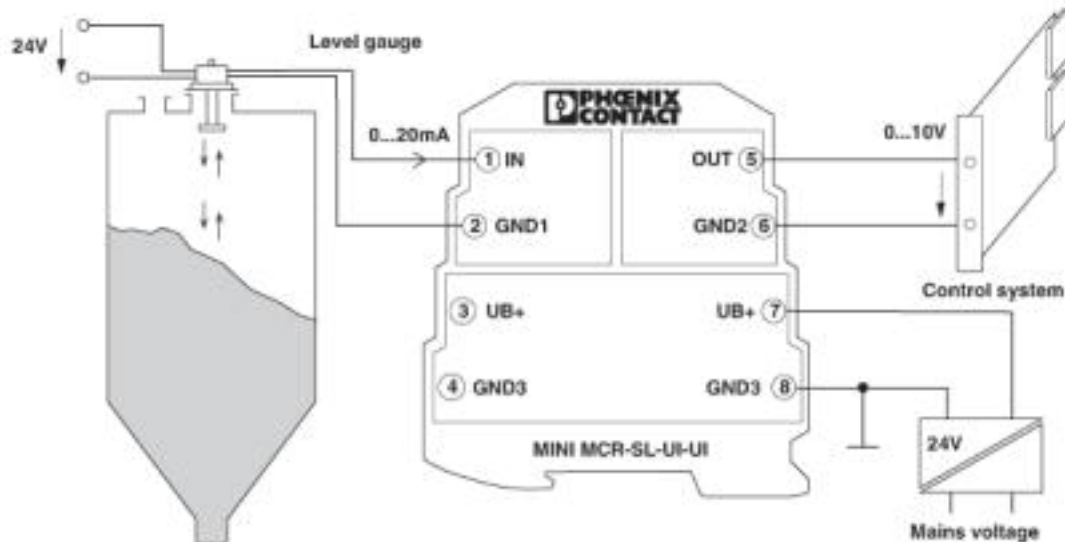 24V
Level gauge
PHŒNIX
CONTACT
0...20mA
0...10V
1 IN
OUT 5
2 GND1
GND2 6
Control system
3 UB+
UB+ 7
4 GND3
GND3 8
24V
MINI MCR-SL-UI-UI
Mains voltage